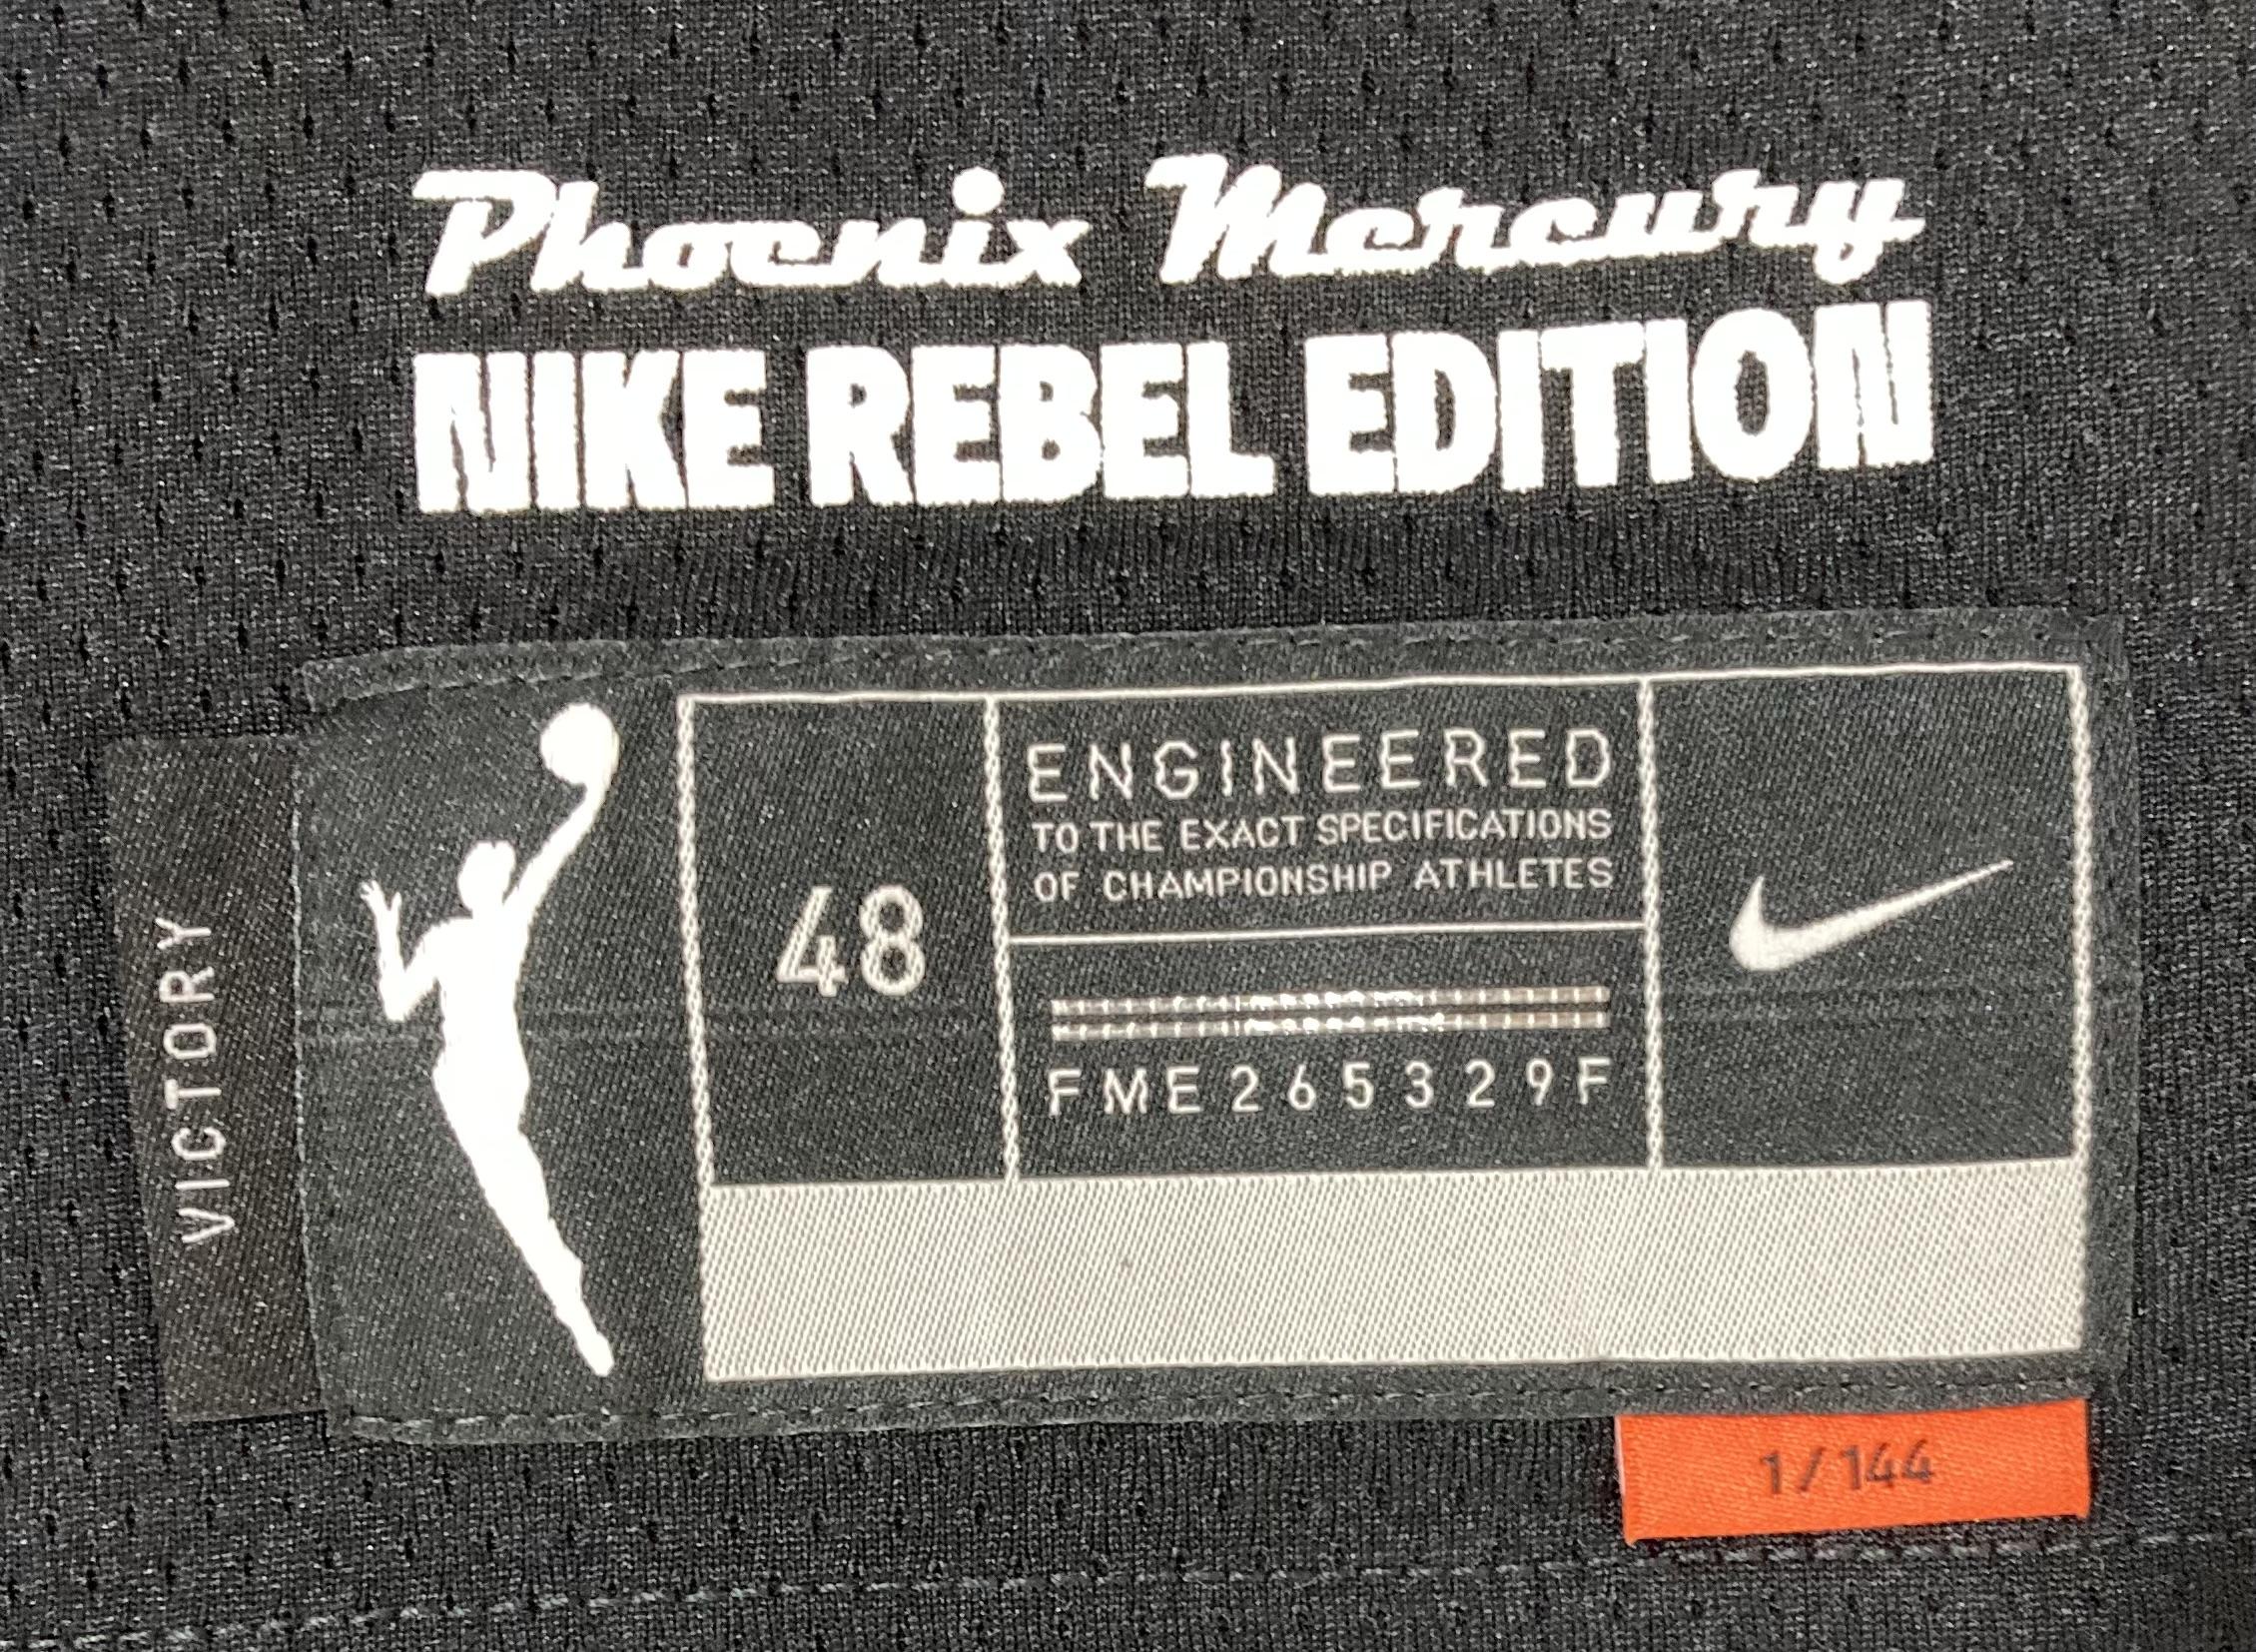 Phoenix Mercury
NIKE REBEL EDITION
VICTORY
48
ENGINEERED
TO THE EXACT SPECIFICATIONS
OF CHAMPIONSHIP ATHLETES
FME265329F
1/144